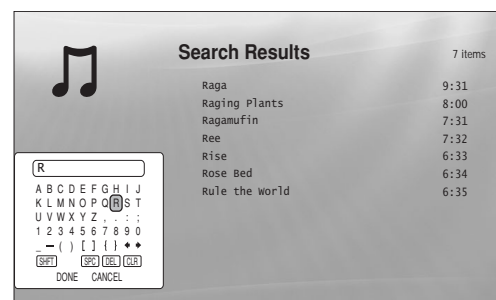 Search Results
7 items
Raga 9:31
Raging Plants 8:00
Ragamufin 7:31
Ree 7:32
Rise 6:33
Rose Bed 6:34
Rule the World 6:35
R
A B C D E F G H I J
K L M N O P Q R S T
U V W X Y Z , . : ;
1 2 3 4 5 6 7 8 9 0
_ – ( ) [ ] { } ◆ ◆
SHFT SPC DEL CLR
DONE CANCEL